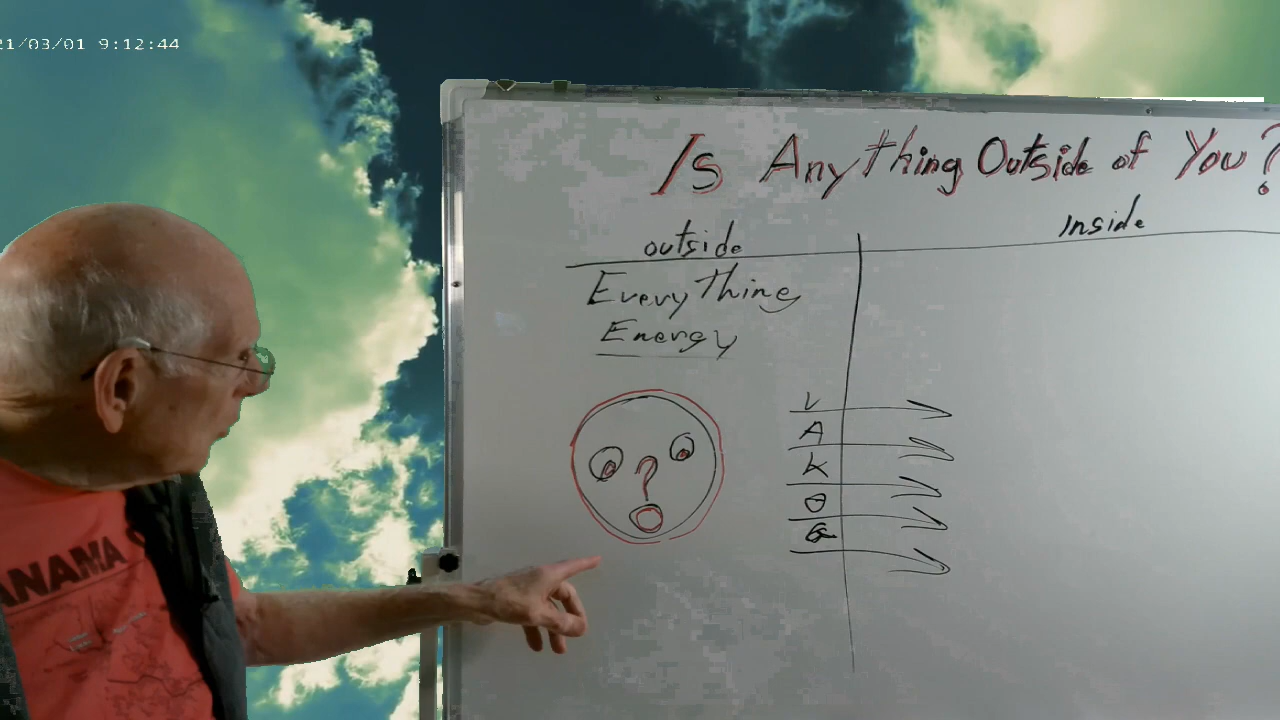 21/03/01 9:12:44
Is Anything Outside of You?
outside
Inside
Everything
Energy
V
A
K
O
G
?
ANAMA